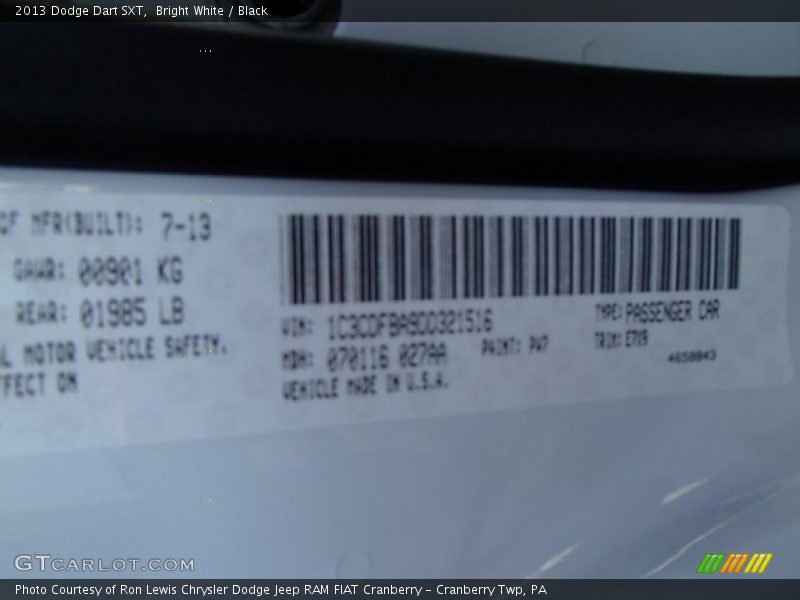 2013 Dodge Dart SXT,  Bright White / Black
OF MFR(BUILT): 7-13
GAWR: 00901 KG
REAR: 01985 LB
L MOTOR VEHICLE SAFETY.
FFECT ON
VIN: 1C3CDFBA9DD321516
TYPE: PASSENGER CAR
MDH: 070116 027AA
PAINT: PW7
TRIM:
VEHICLE MADE IN U.S.A.
4658843
GTCARLOT.COM
Photo Courtesy of Ron Lewis Chrysler Dodge Jeep RAM FIAT Cranberry – Cranberry Twp, PA